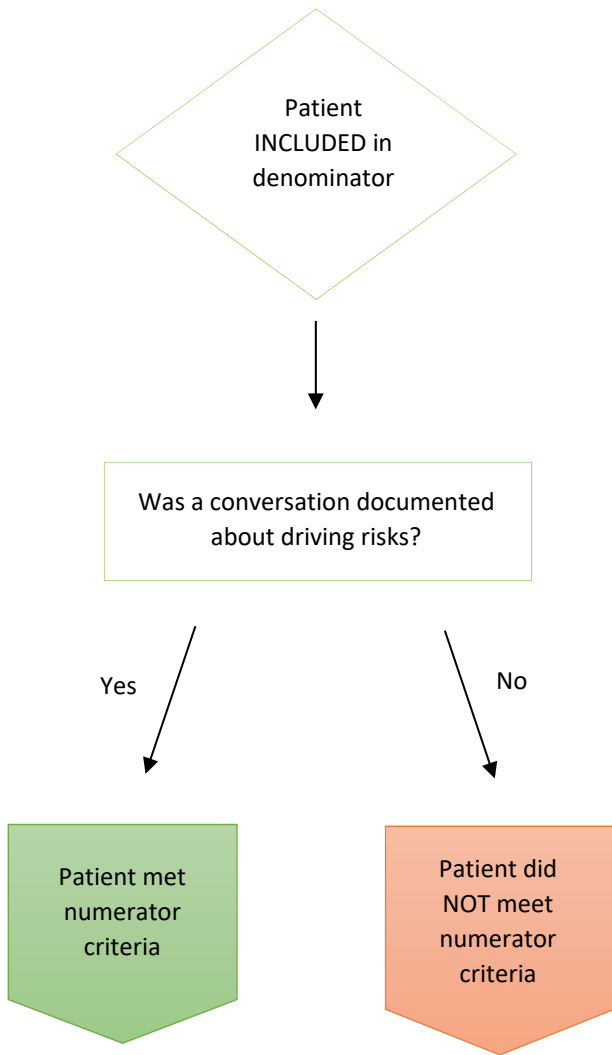 Patient
INCLUDED in
denominator
Was a conversation documented
about driving risks?
Yes
No
Patient met
numerator
criteria
Patient did
NOT meet
numerator
criteria